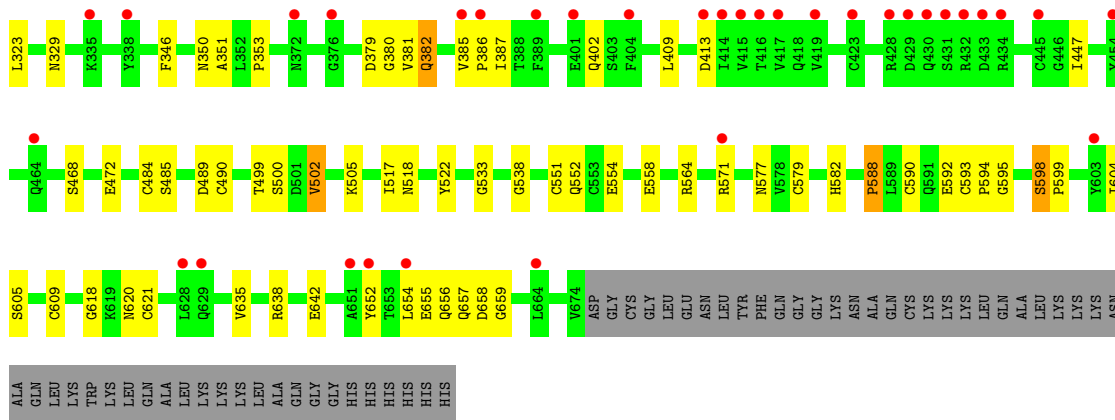 L323 N329 K335 Y338 F346 N350 A351 L352 P353 N372 G376 D379 G380 V381 Q382 V385 P386 I387 T388 F389 E401 Q402 S403 F404 L409 D413 I414 V415 T416 V417 Q418 V419 C423 R428 D429 Q430 S431 R432 D433 R434 C445 G446 I447 Y454
Q464 S468 E472 C484 S485 D489 C490 T499 S500 D501 V502 K505 I517 N518 Y522 G533 G538 C551 Q552 C553 E554 E558 R564 R571 N577 V578 C579 H582 P588 L589 C590 Q591 E592 C593 P594 G595 S598 P599 Y603 I604
S605 C609 G618 K619 N620 C621 L628 Q629 V635 R638 E642 A651 Y652 T653 L654 E655 Q656 Q657 D658 G659 L664 V674 ASP GLY CYS GLY LEU GLU ASN LEU TYR PHE GLN GLY GLY LYS ASN ALA GLN CYS LYS LYS LYS LEU GLN ALA LEU LYS LYS LYS ASN
ALA GLN LEU LYS TRP LYS LEU GLN ALA LEU LYS LYS LYS LEU ALA GLN GLY GLY HIS HIS HIS HIS HIS HIS